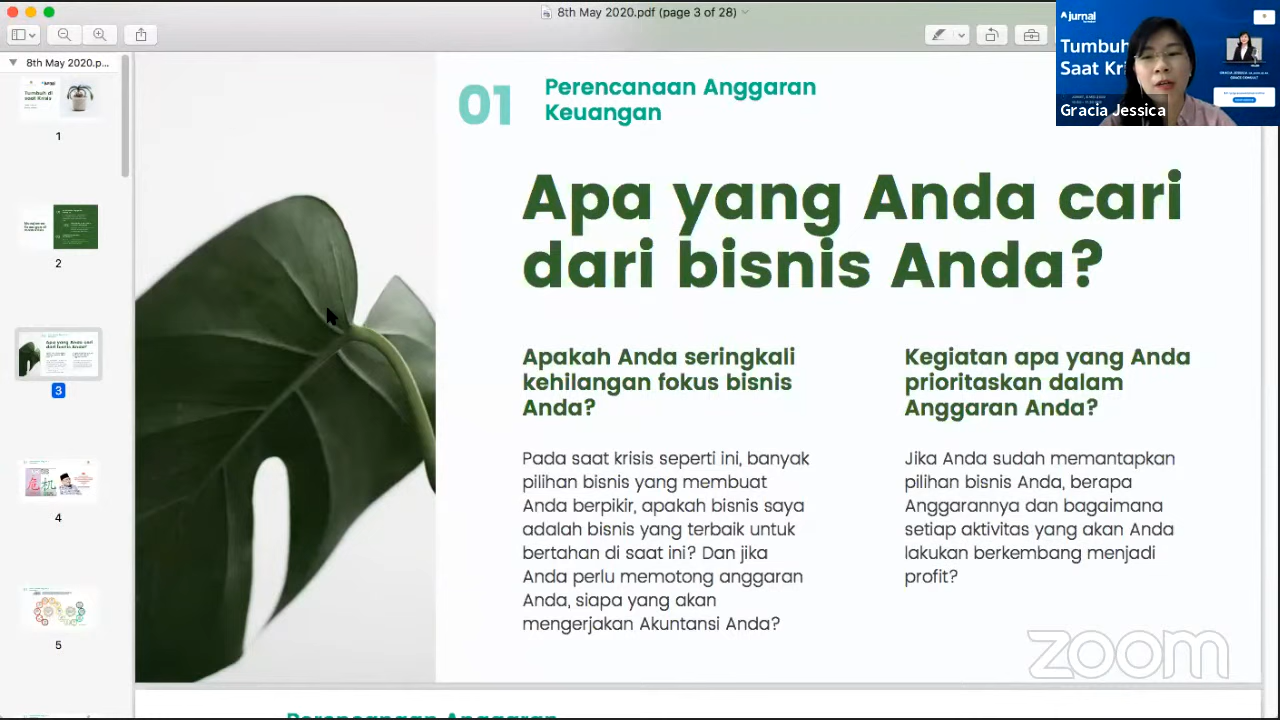 8th May 2020.pdf (page 3 of 28)
8th May 2020.p...
1
2
3
4
危机
5
01
Perencanaan Anggaran
Keuangan
Apa yang Anda cari
dari bisnis Anda?
Apakah Anda seringkali
kehilangan fokus bisnis
Anda?
Pada saat krisis seperti ini, banyak
pilihan bisnis yang membuat
Anda berpikir, apakah bisnis saya
adalah bisnis yang terbaik untuk
bertahan di saat ini? Dan jika
Anda perlu memotong anggaran
Anda, siapa yang akan
mengerjakan Akuntansi Anda?
Kegiatan apa yang Anda
prioritaskan dalam
Anggaran Anda?
Jika Anda sudah memantapkan
pilihan bisnis Anda, berapa
Anggarannya dan bagaimana
setiap aktivitas yang akan Anda
lakukan berkembang menjadi
profit?
zoom
Perencanaan Anggaran
jurnal
Tumbuh
Saat Kri
Gracia Jessica